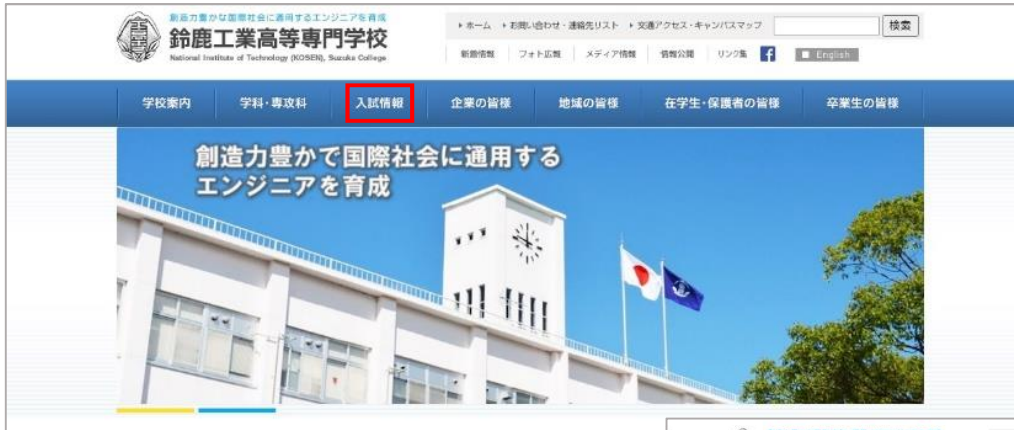 創造力豊かな国際社会に通用するエンジニアを育成
鈴鹿工業高等専門学校
National Institute of Technology (KOSEN), Suzuka College
ホーム お問い合わせ・連絡先リスト 交通アクセス・キャンパスマップ 検索
新着情報 フォト広報 メディア情報 情報公開 リンク集 f English
学校案内 学科・専攻科 入試情報 企業の皆様 地域の皆様 在学生・保護者の皆様 卒業生の皆様
創造力豊かで国際社会に通用する
エンジニアを育成